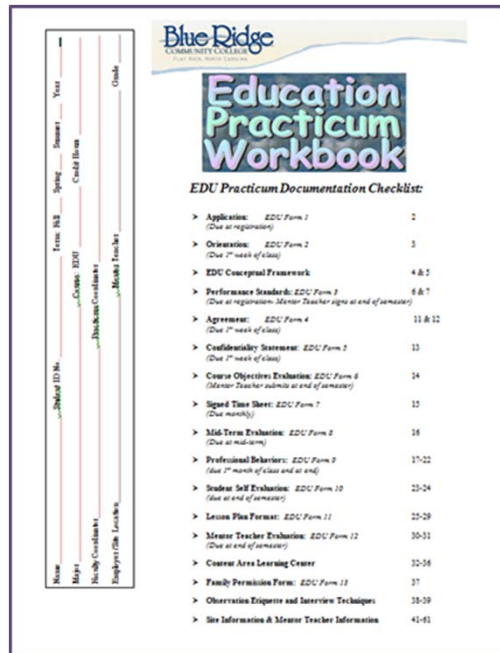 Blue Ridge
COMMUNITY COLLEGE
FLAT ROCK, NORTH CAROLINA
Education
Practicum
Workbook
EDU Practicum Documentation Checklist:
➤ Application: EDU Form 1 2
(Due at registration)
➤ Orientation: EDU Form 2 3
(Due 1st week of class)
➤ EDU Conceptual Framework 4 & 5
➤ Performance Standards: EDU Form 3 6 & 7
(Due at registration- Mentor Teacher signs at end of semester)
➤ Agreement: EDU Form 4 11 & 12
(Due 1st week of class)
➤ Confidentiality Statement: EDU Form 5 13
(Due 1st week of class)
➤ Course Objectives Evaluation: EDU Form 6 14
(Mentor Teacher submits at end of semester)
➤ Signed Time Sheet: EDU Form 7 15
(Due monthly)
➤ Mid-Term Evaluation: EDU Form 8 16
(Due at mid-term)
➤ Professional Behaviors: EDU Form 9 17-22
(due 1st month of class and at end)
➤ Student Self Evaluation: EDU Form 10 23-24
(due at end of semester)
➤ Lesson Plan Format: EDU Form 11 25-29
➤ Mentor Teacher Evaluation: EDU Form 12 30-31
(Due at end of semester)
➤ Content Area Learning Center 32-36
➤ Family Permission Form: EDU Form 13 37
➤ Observation Etiquette and Interview Techniques 38-39
➤ Site Information & Mentor Teacher Information 41-61
Name Student ID No. Term: Fall Spring Summer Year
Major Course: EDU Credit Hours
Faculty Coordinator Practicum Coordinator
Employer/Site Location Mentor Teacher Grade